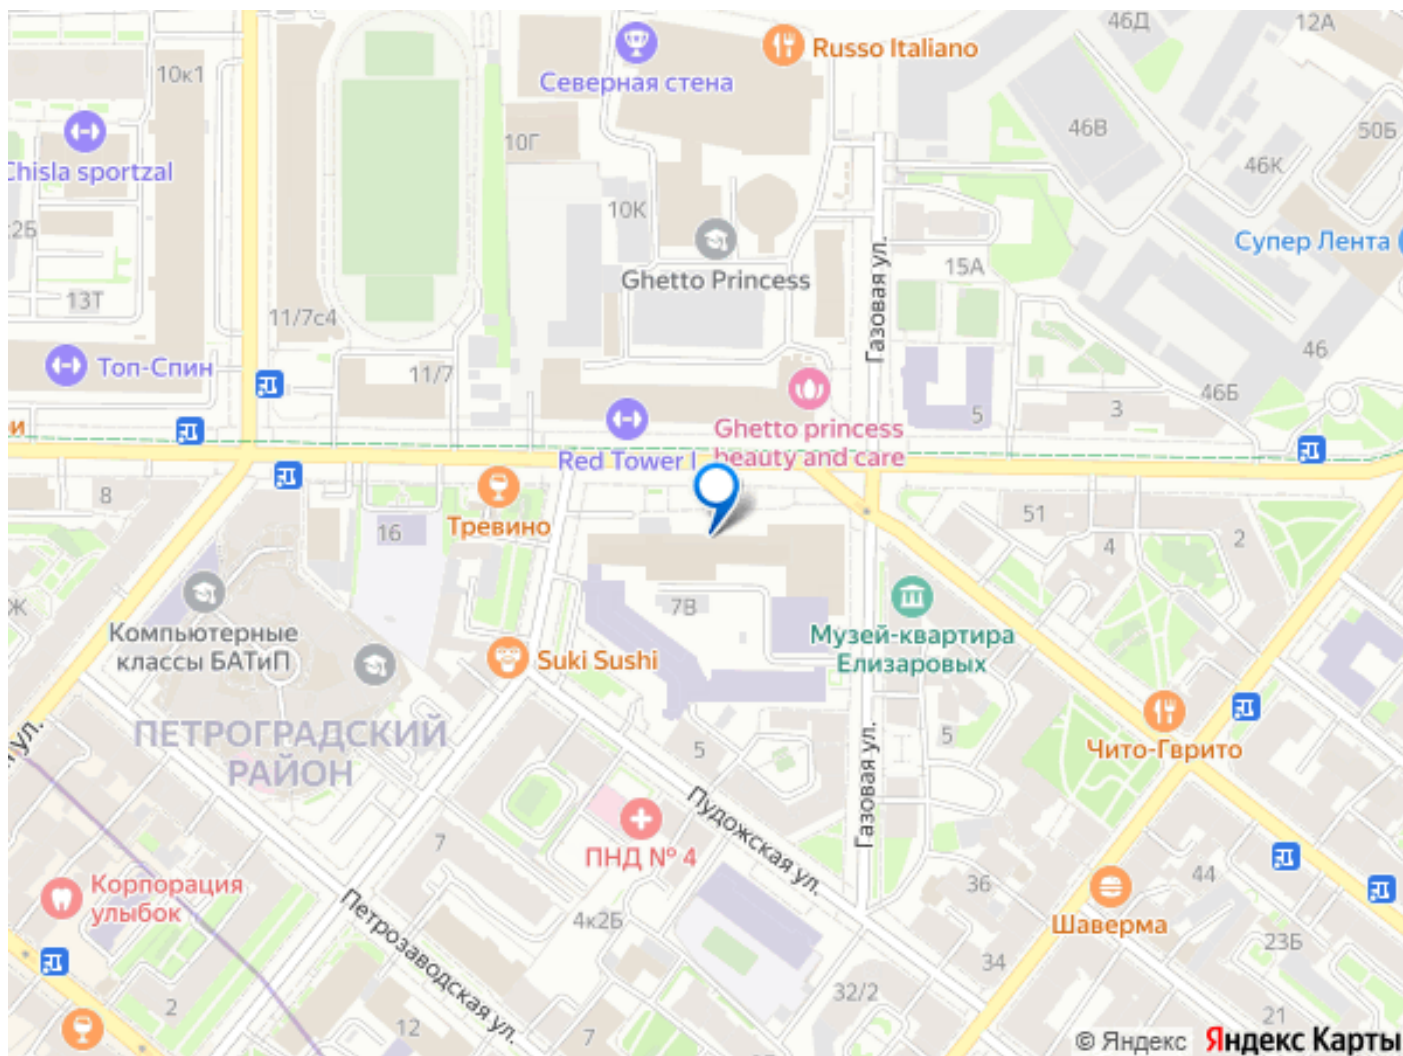 46Д
12А
Russo Italiano
Северная стена
10к1
46В
50Б
10Г
46К
Chisla sportzal
10К
к2Б
Супер Лента
Газовая ул.
15А
Ghetto Princess
13Т
11/7с4
46
Топ-Спин
11/7
46Б
3
5
ри
Ghetto princess
beauty and care
Red Tower I
8
Тревино
16
51
4
2
7В
Ж
Компьютерные
классы БАТиП
Музей-квартира
Елизаровых
Suki Sushi
ПЕТРОГРАДСКИЙ
РАЙОН
ул.
5
5
Чито-Гврито
Газовая ул.
Пудожская ул.
7
ПНД № 4
Корпорация
улыбок
36
44
Петрозаводская ул.
4к2Б
Шаверма
23Б
34
32/2
2
12
7
21
© Яндекс Яндекс Карты